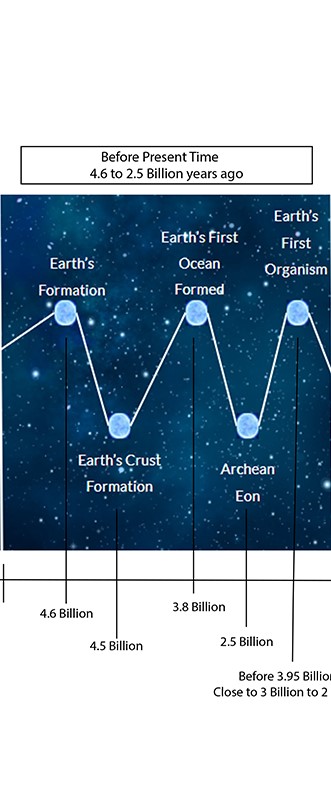 Before Present Time
4.6 to 2.5 Billion years ago
Earth's
First
Organism
Earth's First
Ocean
Formed
Earth's
Formation
Earth's Crust
Formation
Archean
Eon
4.6 Billion
3.8 Billion
4.5 Billion
2.5 Billion
Before 3.95 Billion
Close to 3 Billion to 2